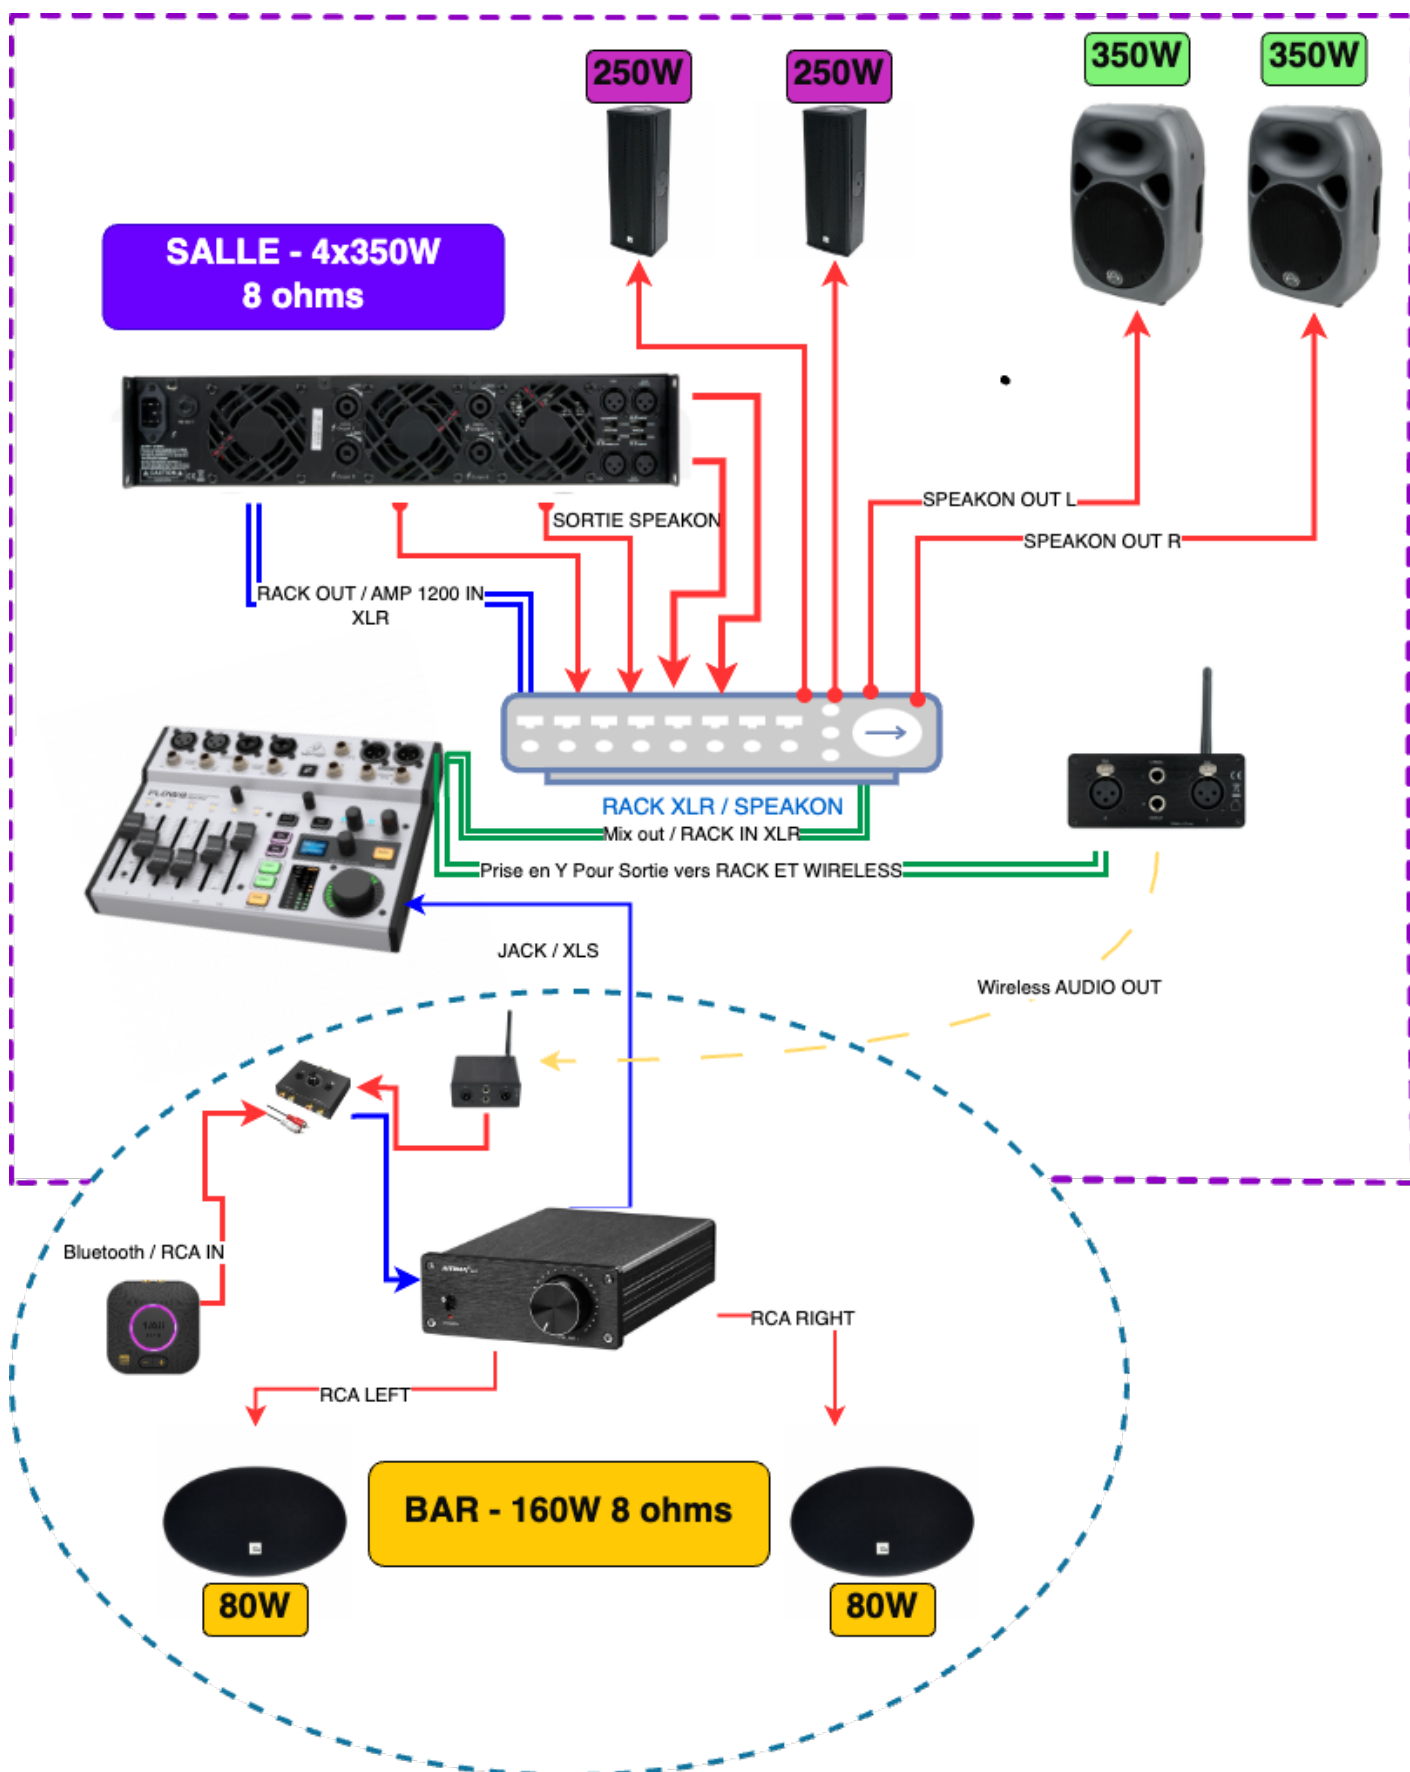 250W
250W
350W
350W
SALLE - 4x350W
8 ohms
SORTIE SPEAKON
SPEAKON OUT L
SPEAKON OUT R
RACK OUT / AMP 1200 IN
XLR
FLOW8
RACK XLR / SPEAKON
Mix out / RACK IN XLR
Prise en Y Pour Sortie vers RACK ET WIRELESS
JACK / XLS
Wireless AUDIO OUT
Bluetooth / RCA IN
RCA RIGHT
RCA LEFT
BAR - 160W 8 ohms
80W
80W